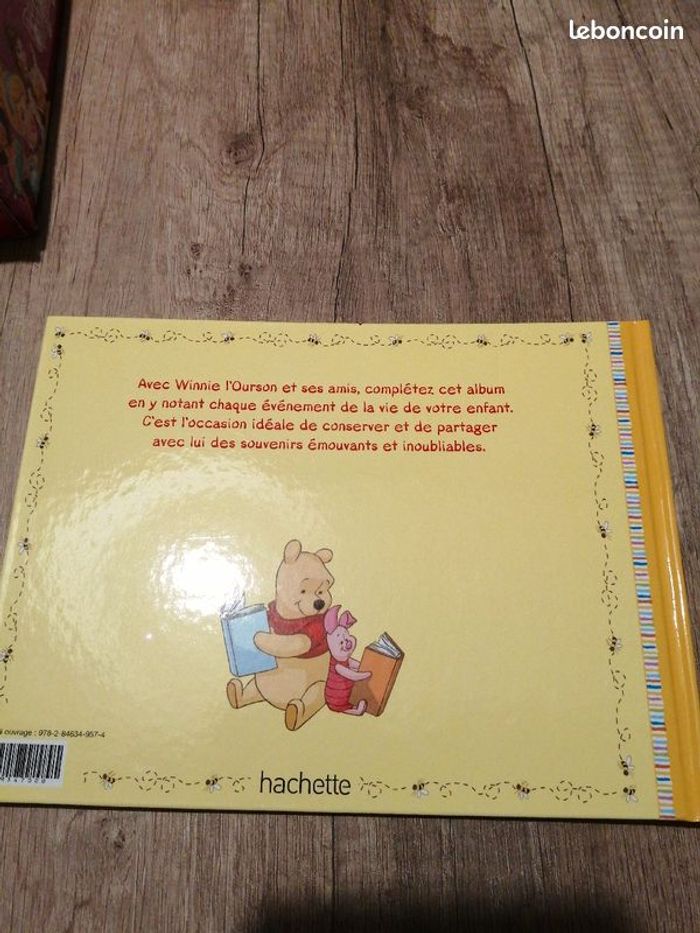 leboncoin
Avec Winnie l'Ourson et ses amis, complétez cet album
en y notant chaque événement de la vie de votre enfant.
C'est l'occasion idéale de conserver et de partager
avec lui des souvenirs émouvants et inoubliables.
ouvrage : 978-2-84634-957-4
hachette